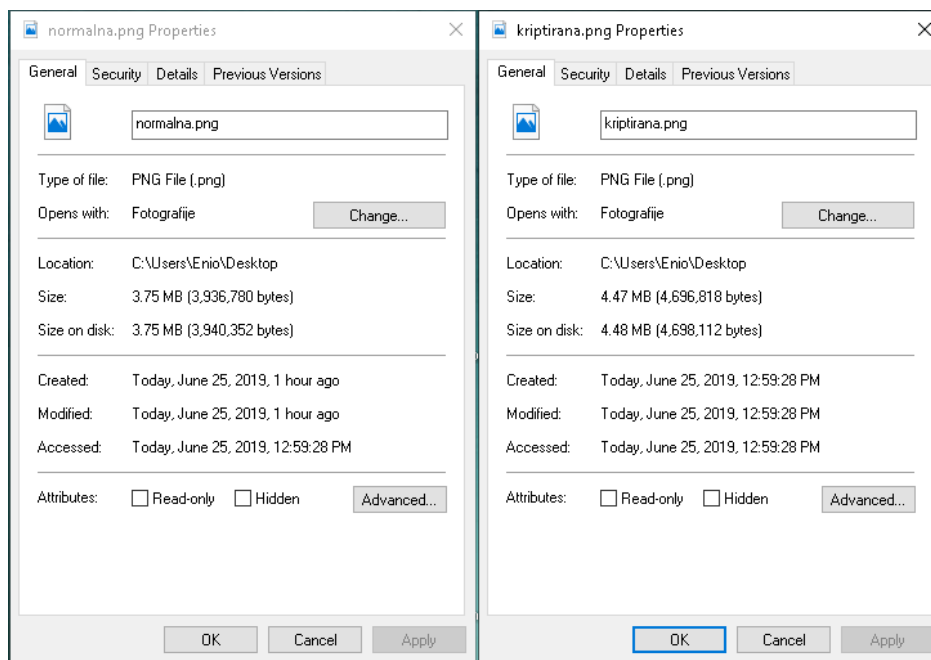 normalna.png Properties
General Security Details Previous Versions
normalna.png
Type of file: PNG File (.png)
Opens with: Fotografije Change...
Location: C:\Users\Enio\Desktop
Size: 3.75 MB (3,936,780 bytes)
Size on disk: 3.75 MB (3,940,352 bytes)
Created: Today, June 25, 2019, 1 hour ago
Modified: Today, June 25, 2019, 1 hour ago
Accessed: Today, June 25, 2019, 12:59:28 PM
Attributes: Read-only Hidden Advanced...
OK Cancel Apply
kriptirana.png Properties
General Security Details Previous Versions
kriptirana.png
Type of file: PNG File (.png)
Opens with: Fotografije Change...
Location: C:\Users\Enio\Desktop
Size: 4.47 MB (4,696,818 bytes)
Size on disk: 4.48 MB (4,698,112 bytes)
Created: Today, June 25, 2019, 12:59:28 PM
Modified: Today, June 25, 2019, 12:59:28 PM
Accessed: Today, June 25, 2019, 12:59:28 PM
Attributes: Read-only Hidden Advanced...
OK Cancel Apply